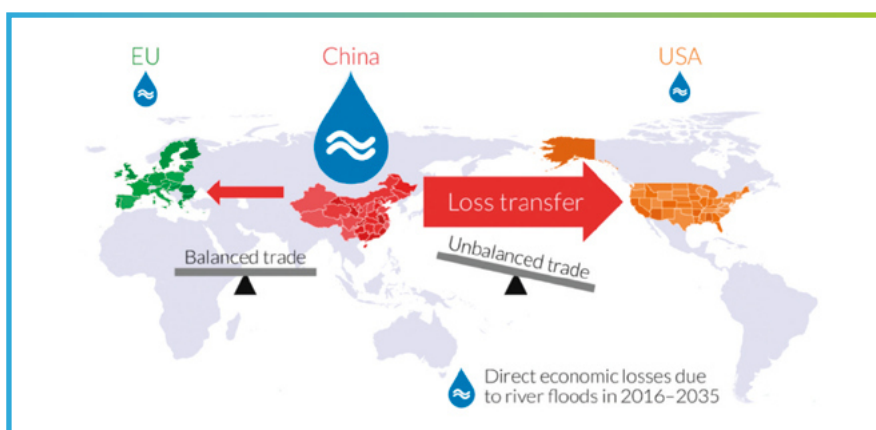 EU
China
USA
Loss transfer
Balanced trade
Unbalanced trade
Direct economic losses due
to river floods in 2016–2035